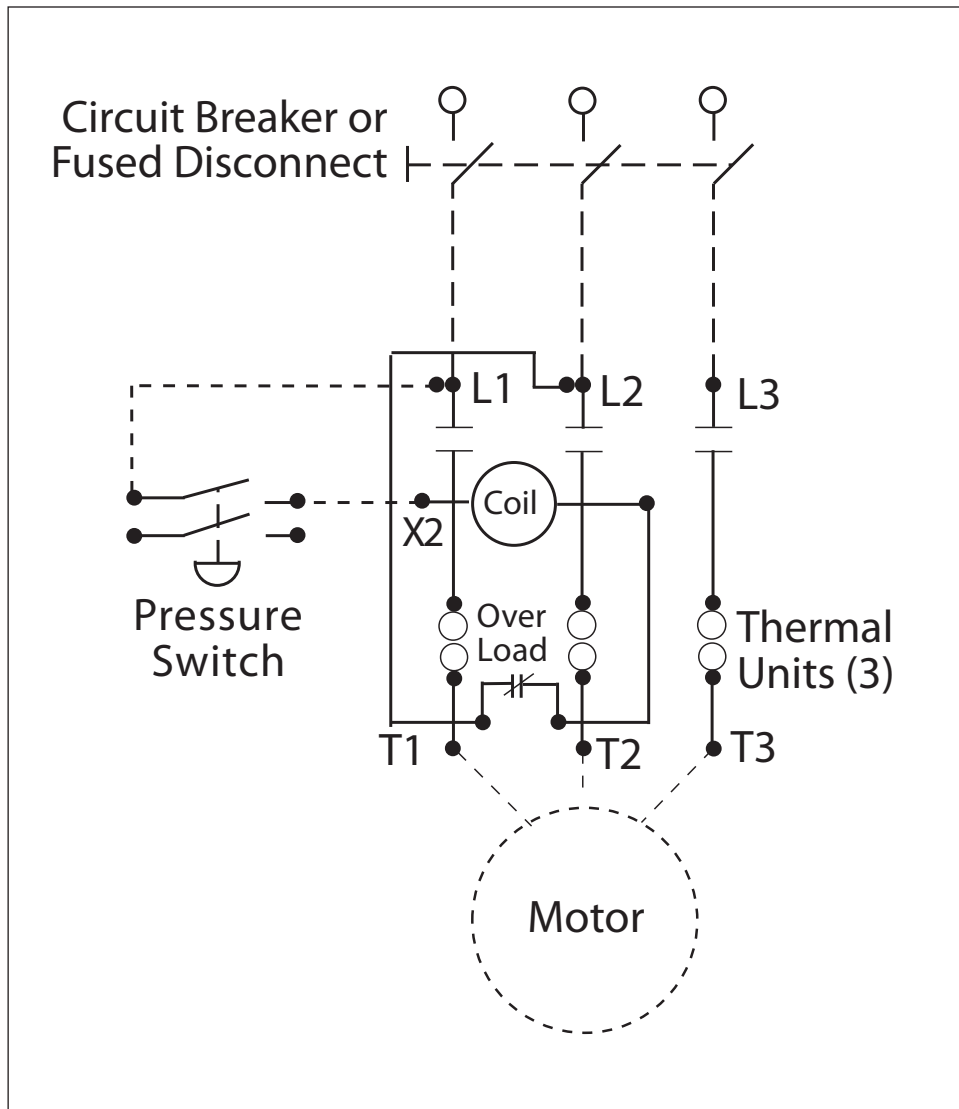 Circuit Breaker or
Fused Disconnect
L1
L2
L3
Coil
X2
Pressure
Switch
Over
Load
Thermal
Units (3)
T1
T2
T3
Motor